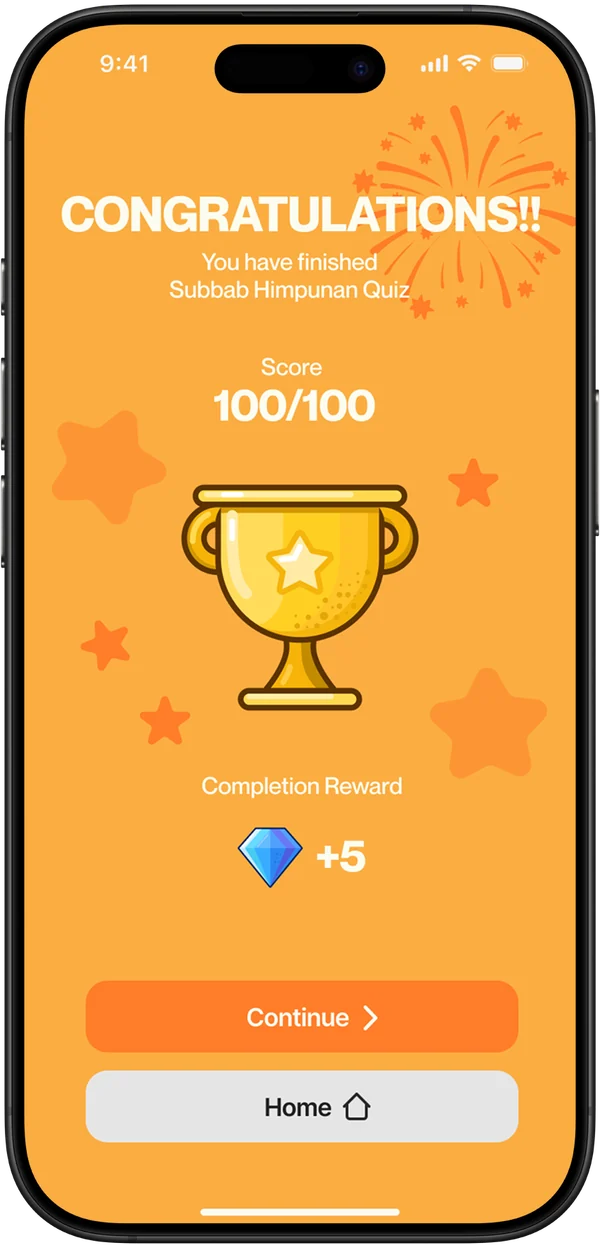 9:41
CONGRATULATIONS!!
You have finished
Subbab Himpunan Quiz
Score
100/100
Completion Reward
+5
Continue
Home